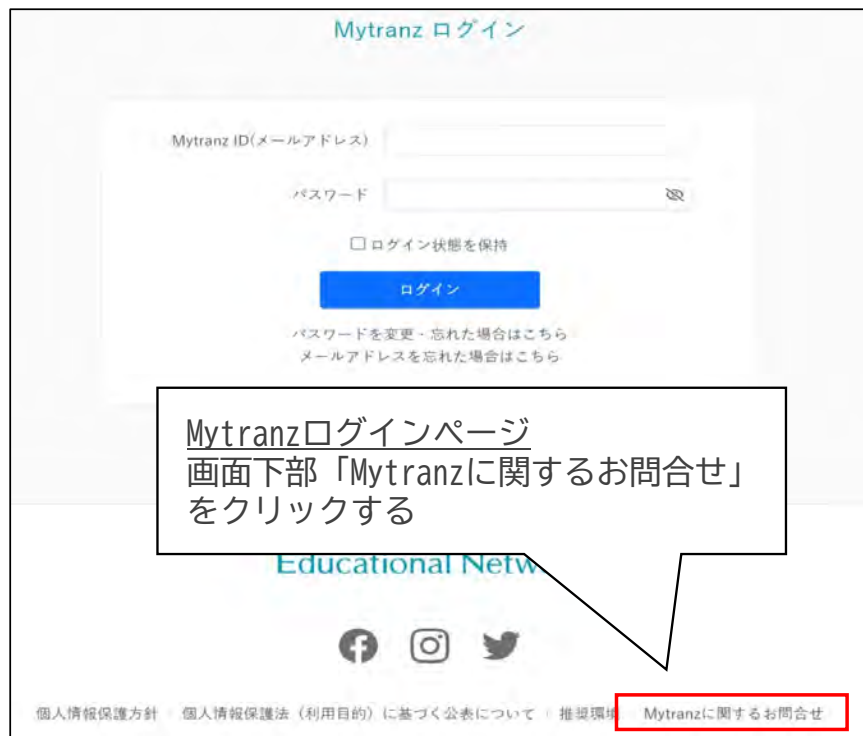 Mytranz ログイン
Mytranz ID(メールアドレス)
パスワード
ログイン状態を保持
ログイン
パスワードを変更・忘れた場合はこちら
メールアドレスを忘れた場合はこちら
Mytranzログインページ
画面下部「Mytranzに関するお問合せ」
をクリックする
Educational
個人情報保護方針 個人情報保護法（利用目的）に基づく公表について 推奨環境 Mytranzに関するお問合せ